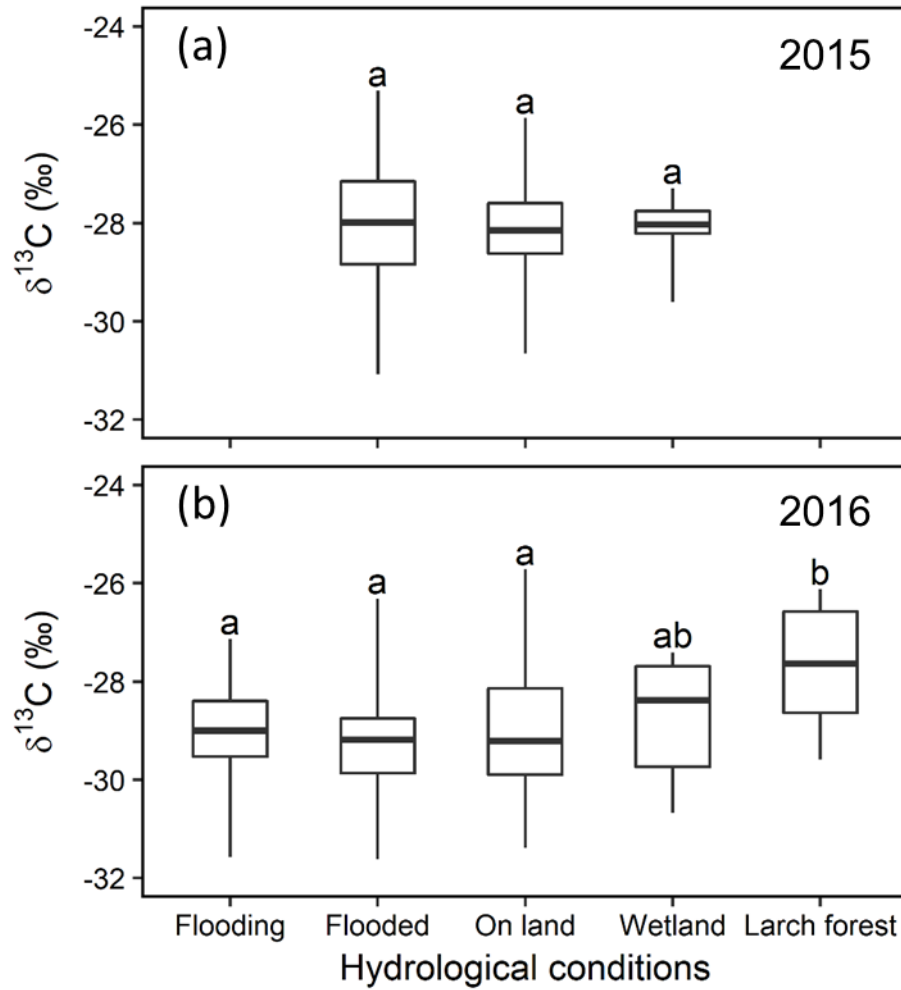 (a)
2015
a
a
a
-24
-26
-28
-30
-32
δ¹³C (‰)
(b)
2016
a
a
a
ab
b
-24
-26
-28
-30
-32
δ¹³C (‰)
Flooding Flooded On land Wetland Larch forest
Hydrological conditions